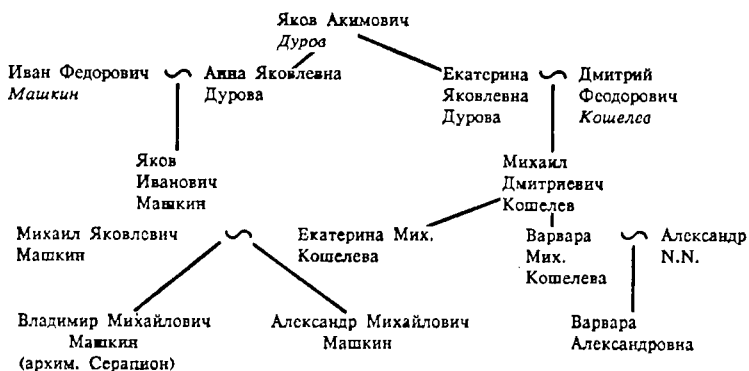 Яков Акимович
Дуров
Иван Федорович
Машкин
Анна Яковлевна
Дурова
Екатерина
Яковлевна
Дурова
Дмитрий
Феодорович
Кошелев
Яков
Иванович
Машкин
Михаил
Дмитриевич
Кошелев
Михаил Яковлевич
Машкин
Екатерина Мих.
Кошелева
Варвара
Мих.
Кошелева
Александр
N.N.
Владимир Михайлович
Машкин
(архим. Серапион)
Александр Михайлович
Машкин
Варвара
Александровна